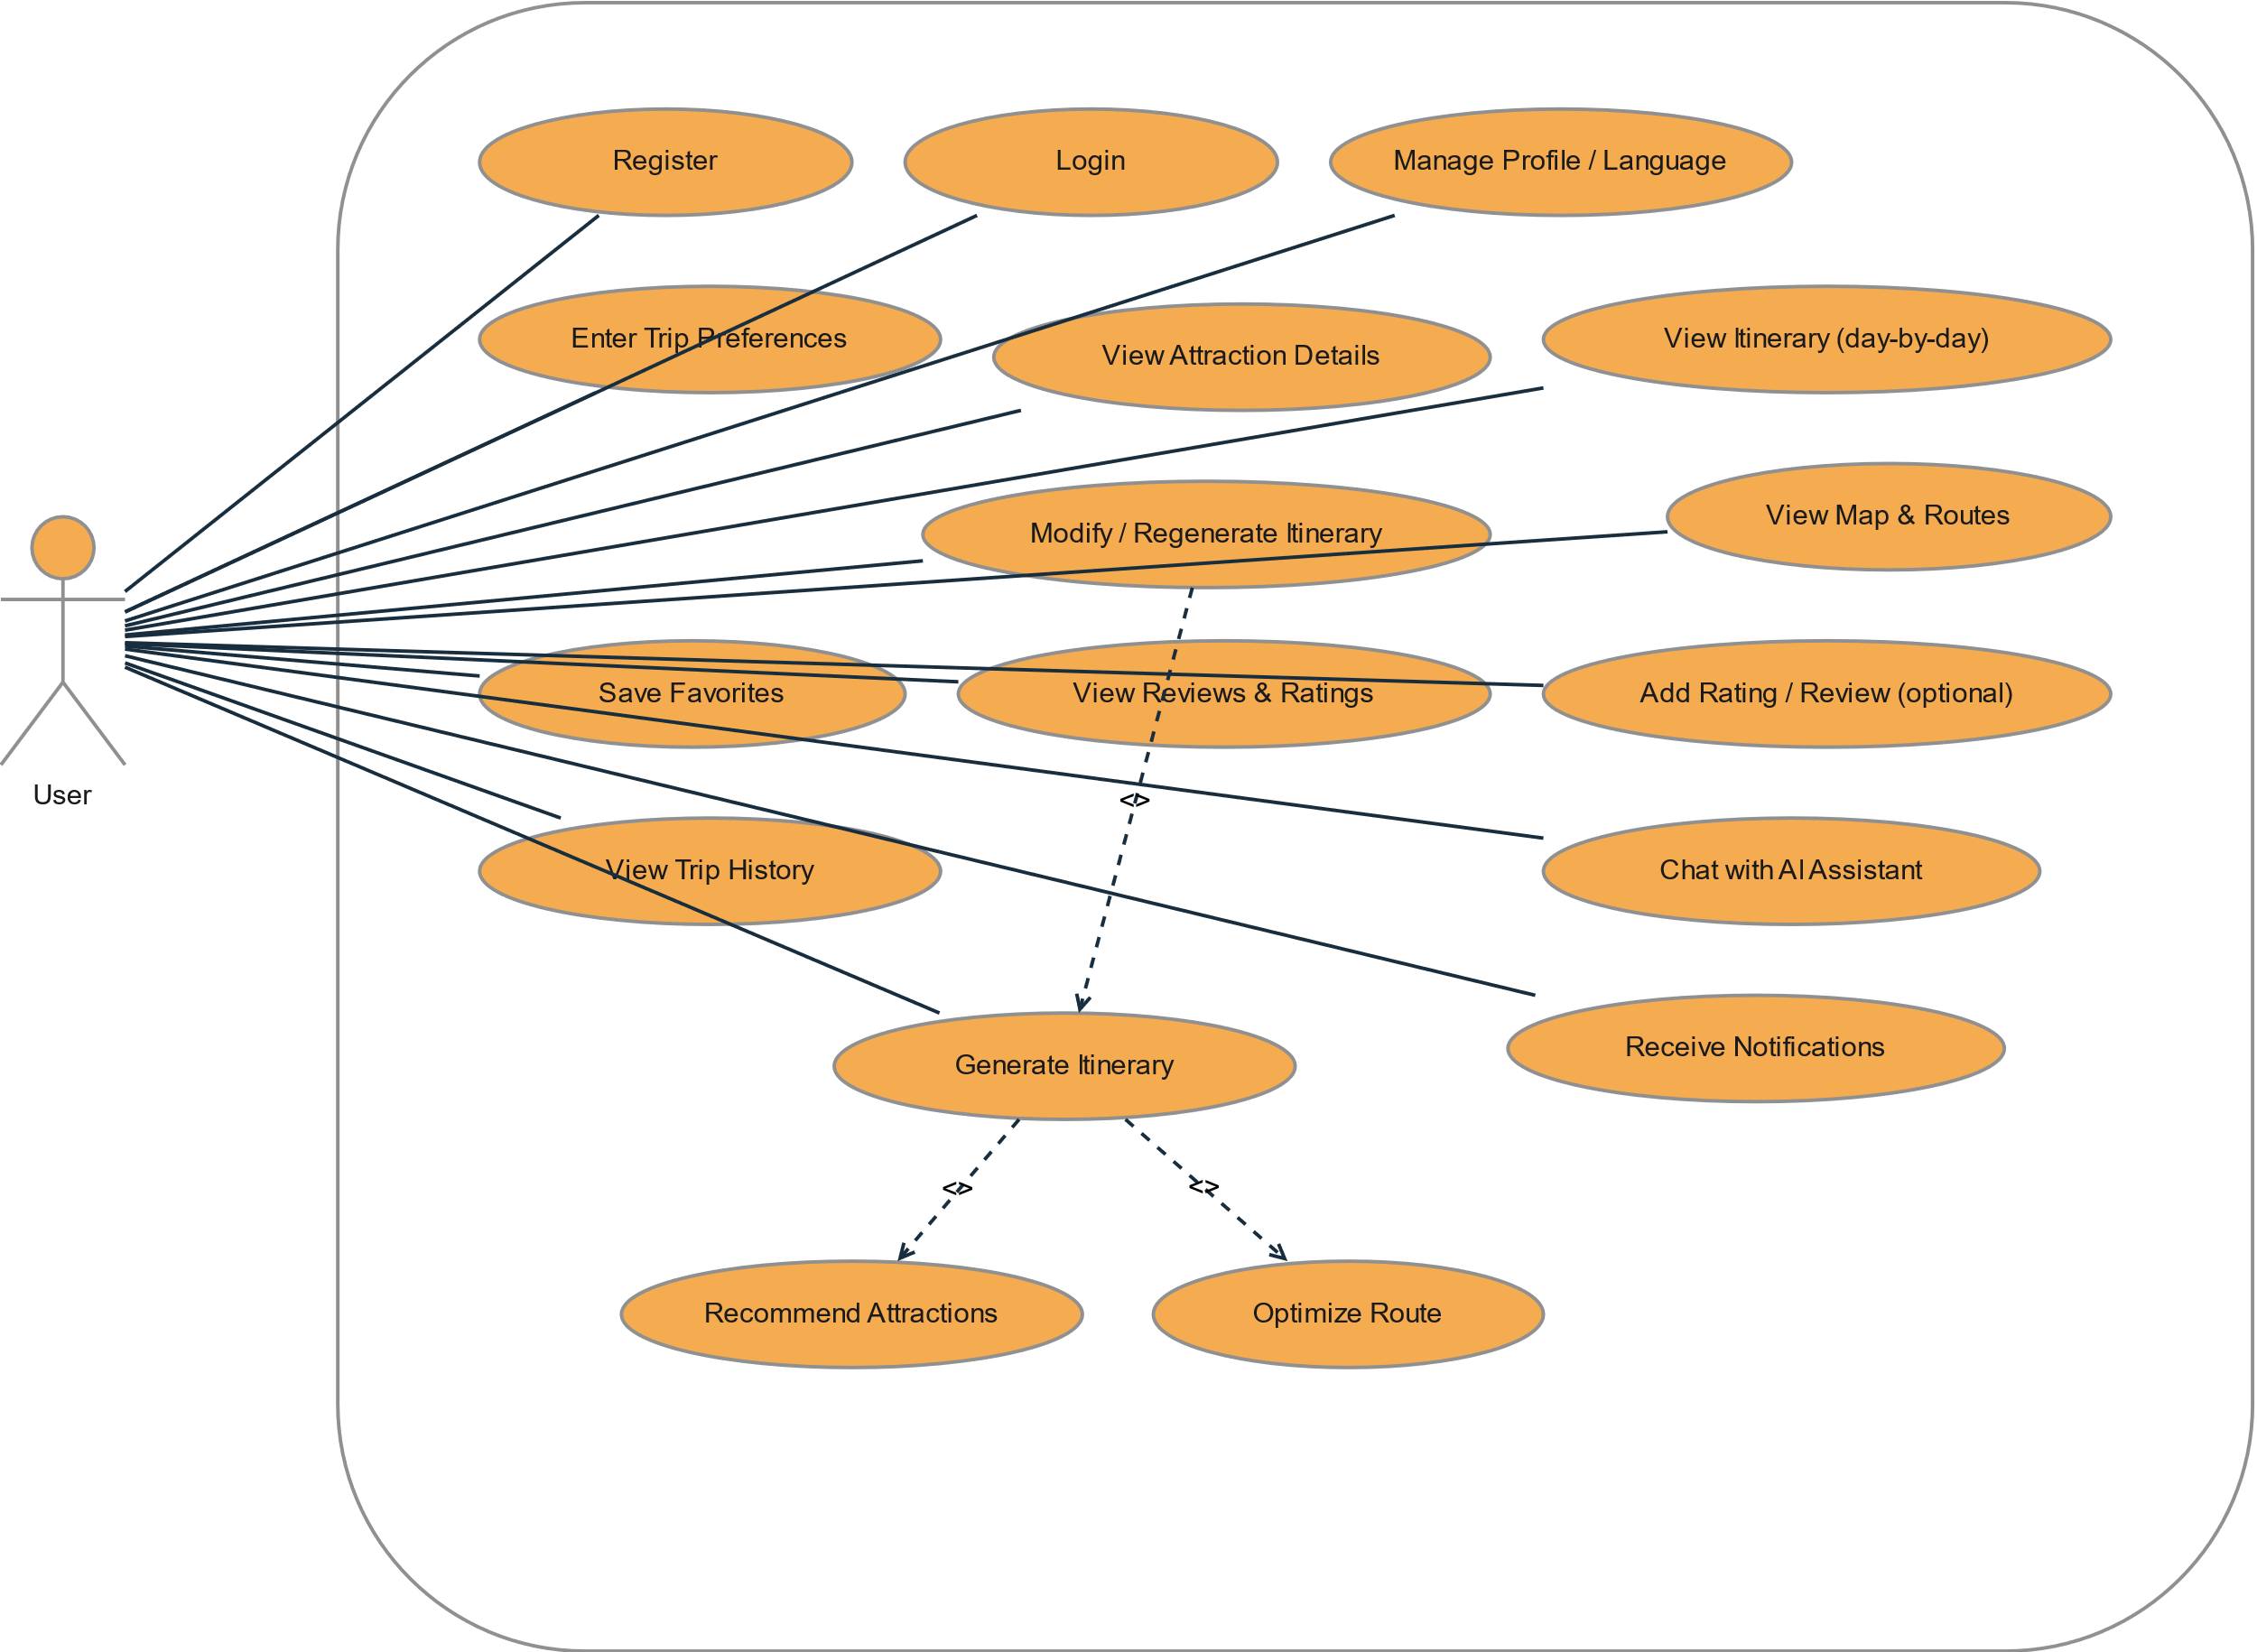 Register
Login
Manage Profile / Language
Enter Trip Preferences
View Attraction Details
View Itinerary (day-by-day)
Modify / Regenerate Itinerary
View Map & Routes
Save Favorites
View Reviews & Ratings
Add Rating / Review (optional)
User
<>
View Trip History
Chat with AI Assistant
Generate Itinerary
Receive Notifications
<>
<>
Recommend Attractions
Optimize Route